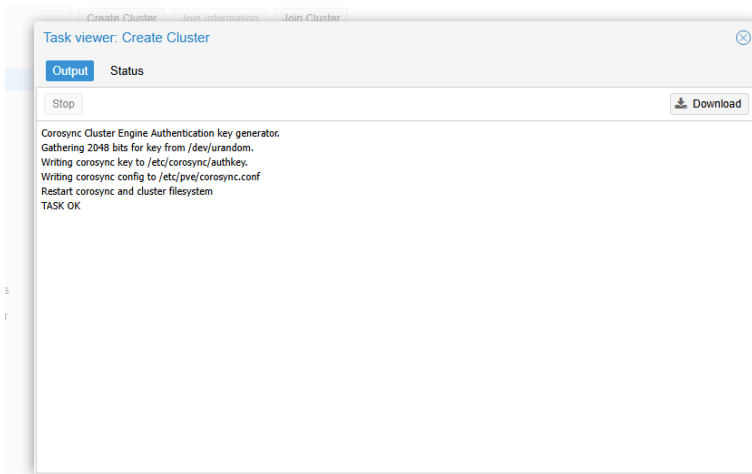 Create Cluster Join Information Join Cluster
Task viewer: Create Cluster
Output Status
Stop Download
Corosync Cluster Engine Authentication key generator.
Gathering 2048 bits for key from /dev/urandom.
Writing corosync key to /etc/corosync/authkey.
Writing corosync config to /etc/pve/corosync.conf
Restart corosync and cluster filesystem
TASK OK
s
r